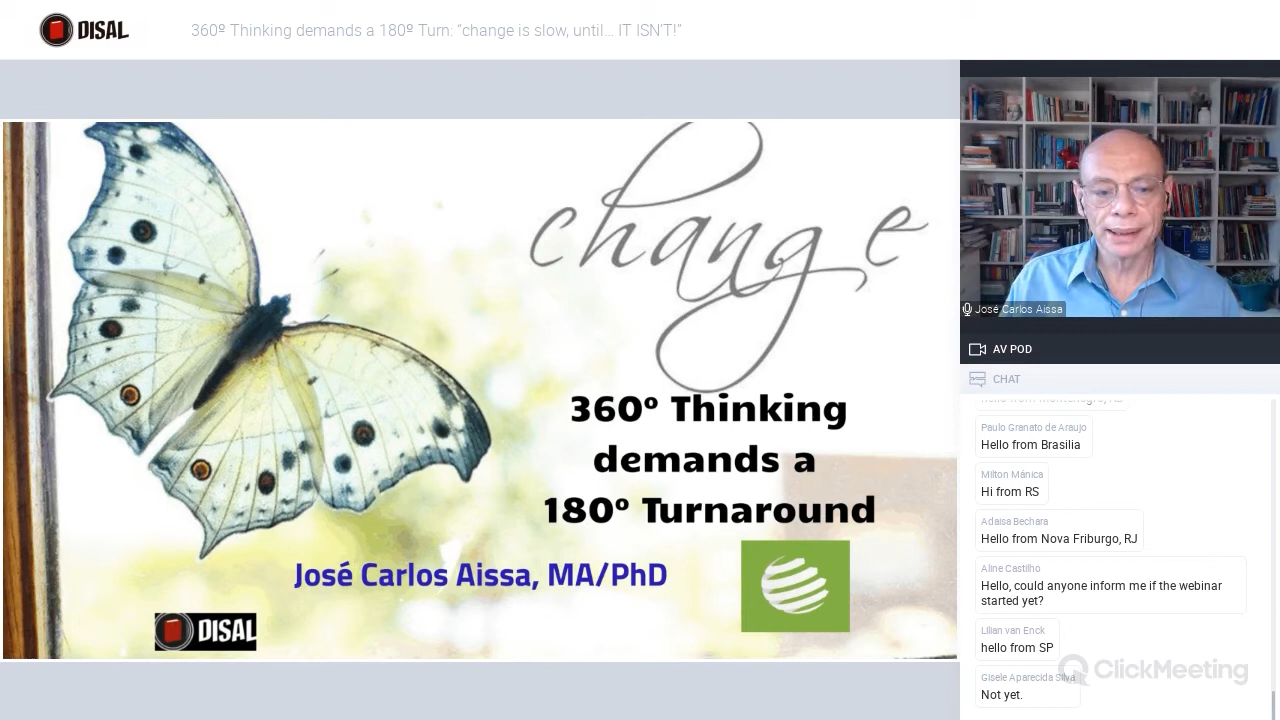 DISAL
360º Thinking demands a 180º Turn: "change is slow, until... IT ISN'T!"
change
360º Thinking
demands a
180º Turnaround
José Carlos Aissa, MA/PhD
DISAL
José Carlos Aissa
AV POD
CHAT
Paulo Granato de Araujo
Hello from Brasilia
Milton Mánica
Hi from RS
Adaisa Bechara
Hello from Nova Friburgo, RJ
Aline Castilho
Hello, could anyone inform me if the webinar
started yet?
Lilian van Enck
hello from SP
Gisele Aparecida Silva
Not yet.
ClickMeeting